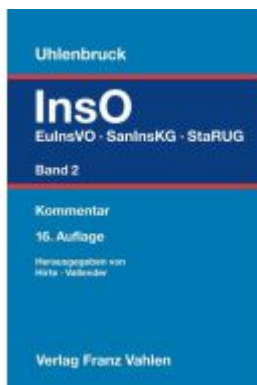 Uhlenbruck
InsO
EuInsVO · SanInsKG · StaRUG
Band 2
Kommentar
16. Auflage
Herausgegeben von
Hirte · Vallender
Verlag Franz Vahlen